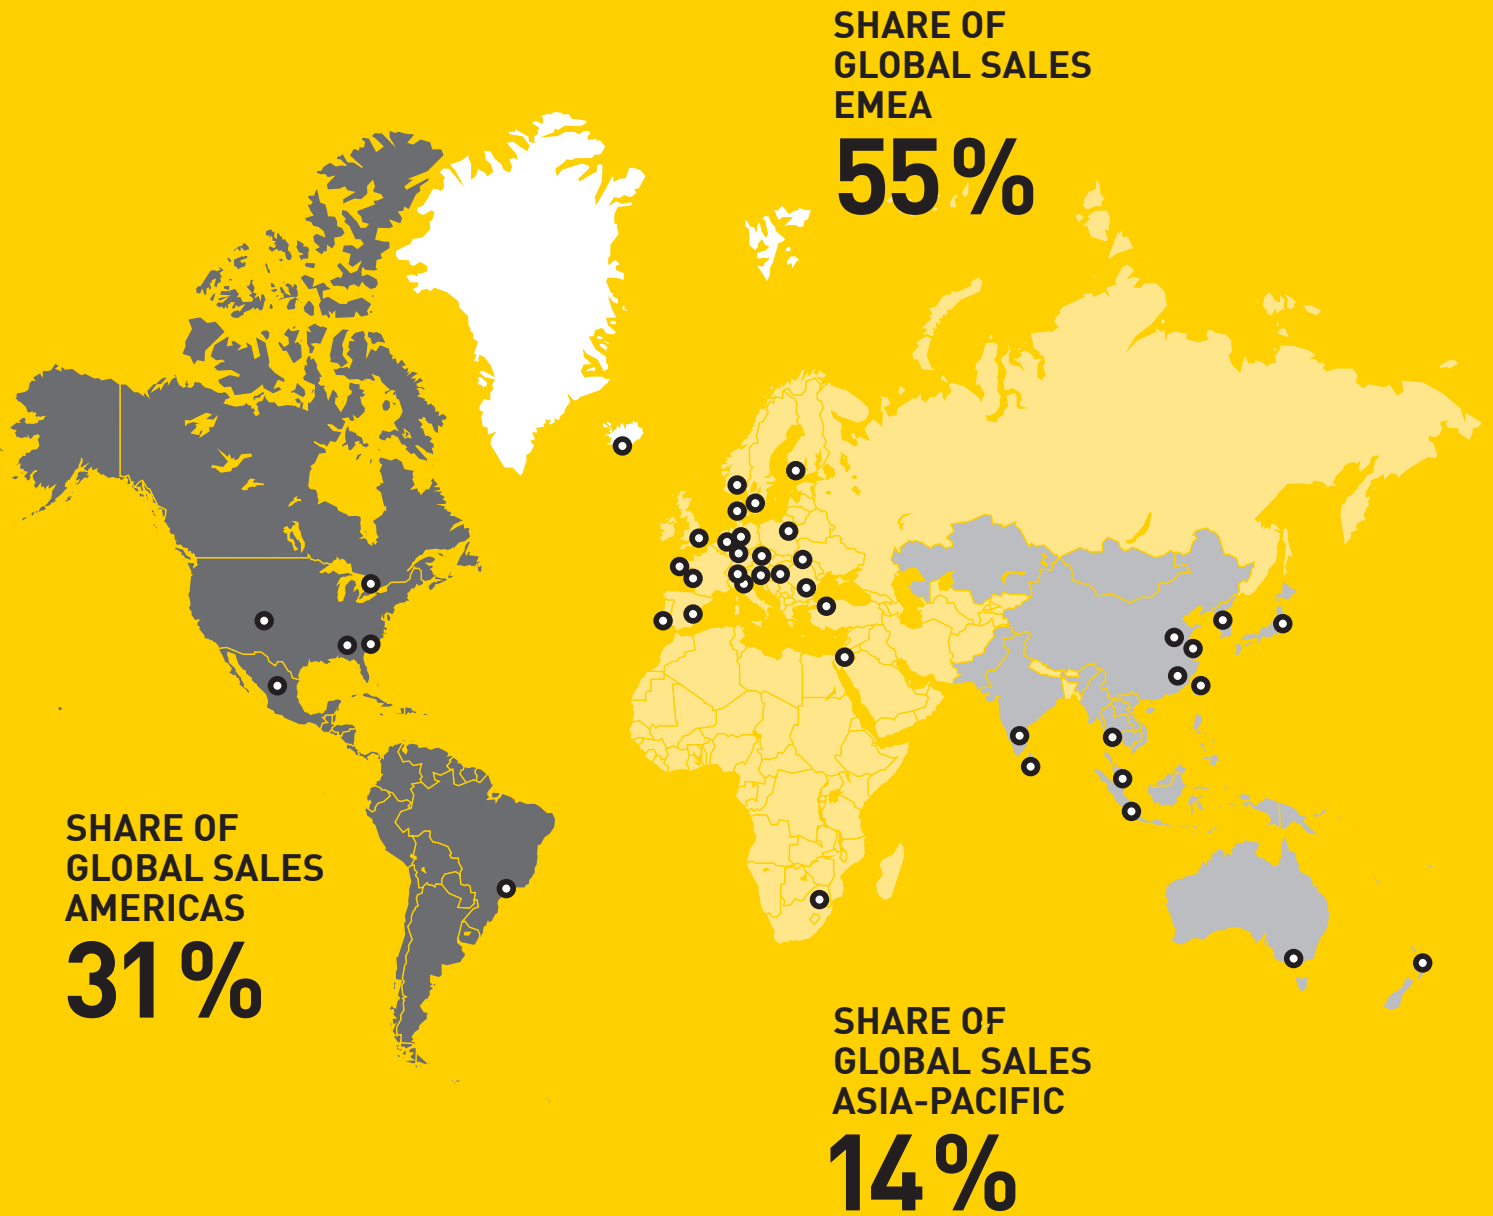 SHARE OF
GLOBAL SALES
EMEA
55 %
SHARE OF
GLOBAL SALES
AMERICAS
31 %
SHARE OF
GLOBAL SALES
ASIA-PACIFIC
14 %